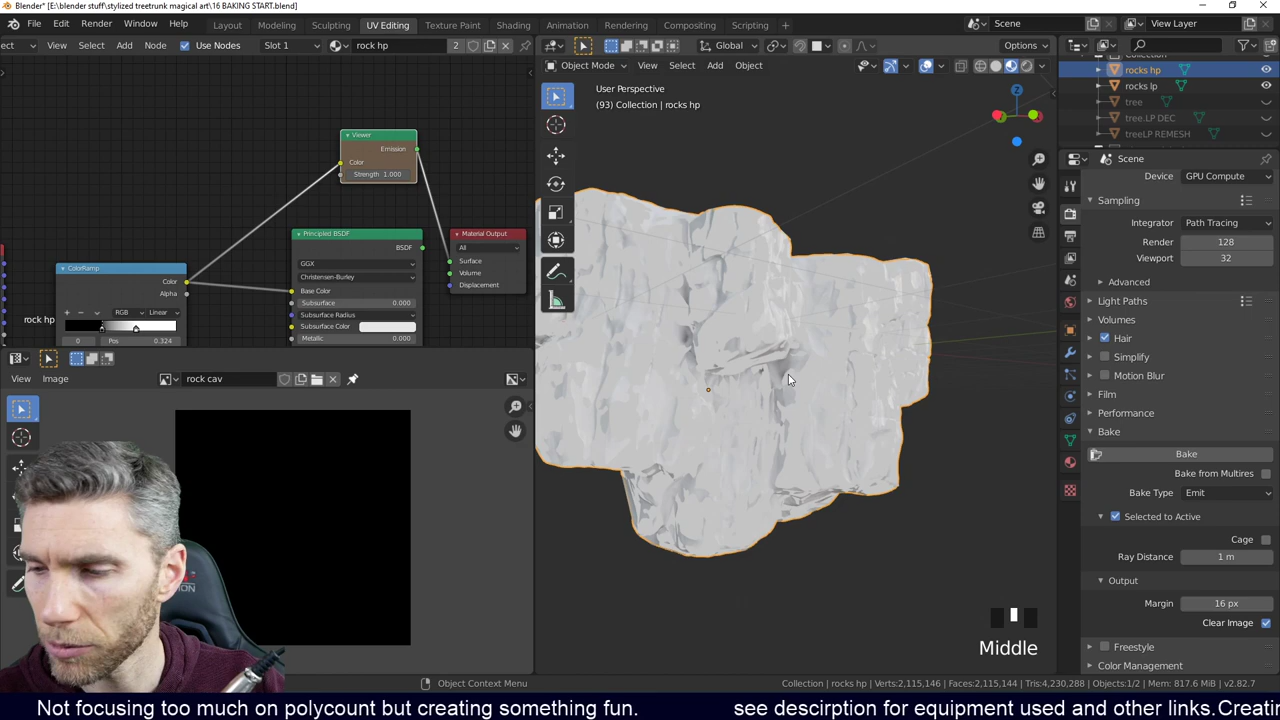 Blender* [E:\blender stuff\stylized treetrunk magical art\16 BAKING START.blend]
File Edit Render Window Help Layout Modeling Sculpting UV Editing Texture Paint Shading Animation Rendering Compositing Scripting Scene View Layer
ect View Select Add Node Use Nodes Slot 1 rock hp 2 Global Options
Object Mode View Select Add Object
User Perspective
(93) Collection | rocks hp
Collection
rocks hp
rocks lp
tree
tree.LP DEC
treeLP REMESH
Viewer
Emission
Color
Strength 1.000
Principled BSDF
BSDF
GGX
Christensen-Burley
Base Color
Subsurface 0.000
Subsurface Radius
Subsurface Color
Metallic 0.000
Material Output
All
Surface
Volume
Displacement
ColorRamp
Color
Alpha
RGB Linear
0 Pos 0.324
rock hp
View Image rock cav
Z
Scene
Device GPU Compute
Sampling
Integrator Path Tracing
Render 128
Viewport 32
Advanced
Light Paths
Volumes
Hair
Simplify
Motion Blur
Film
Performance
Bake
Bake
Bake from Multires
Bake Type Emit
Selected to Active
Cage
Ray Distance 1 m
Output
Margin 16 px
Clear Image
Freestyle
Color Management
Middle
Object Context Menu
Collection | rocks hp | Verts:2,115,146 | Faces:2,115,144 | Tris:4,230,288 | Objects:1/2 | Mem: 817.6 MiB | v2.82.7
Not focusing too much on polycount but creating something fun. see descirption for equipment used and other links.Creatir